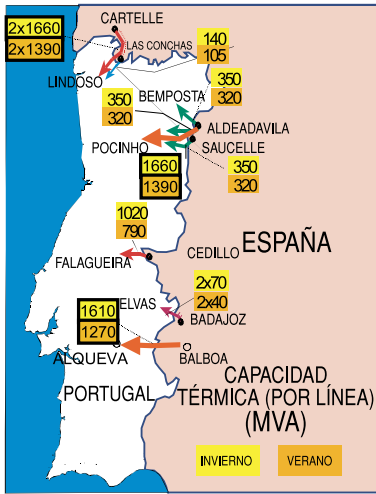 CARTELLE
2x1660
2x1390
LAS CONCHAS
140
105
LINDOSO
350
320
BEMPOSTA
350
320
ALDEADAVILA
POCINHO
SAUCELLE
1660
1390
350
320
1020
790
ESPAÑA
FALAGUEIRA
CEDILLO
2x70
2x40
1610
1270
ELVAS
BADAJOZ
ALQUEVA
BALBOA
PORTUGAL
CAPACIDAD
TÉRMICA (POR LÍNEA)
(MVA)
INVIERNO
VERANO